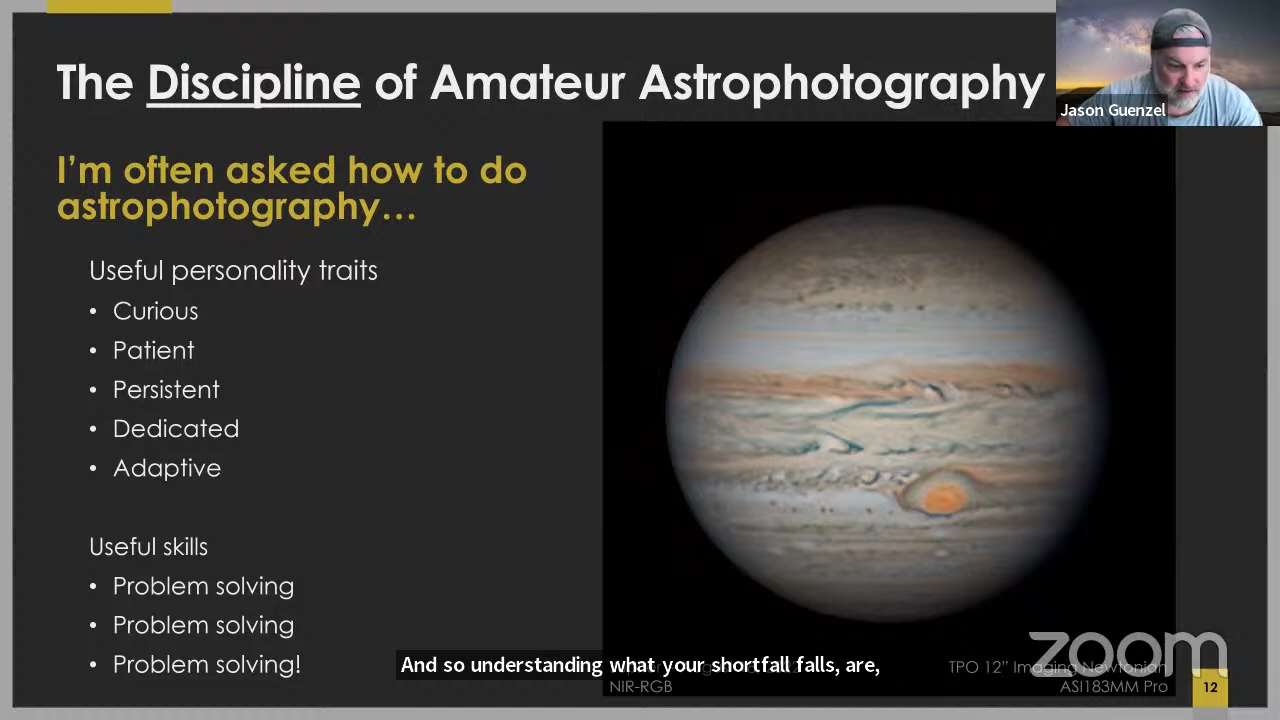 The Discipline of Amateur Astrophotography
Jason Guenzel
I'm often asked how to do
astrophotography...
Useful personality traits
• Curious
• Patient
• Persistent
• Dedicated
• Adaptive
Useful skills
• Problem solving
• Problem solving
• Problem solving!
And so understanding what your shortfall falls, are,
TPO 12" Imaging Newtonian
NIR-RGB
ASI183MM Pro
zoom
12